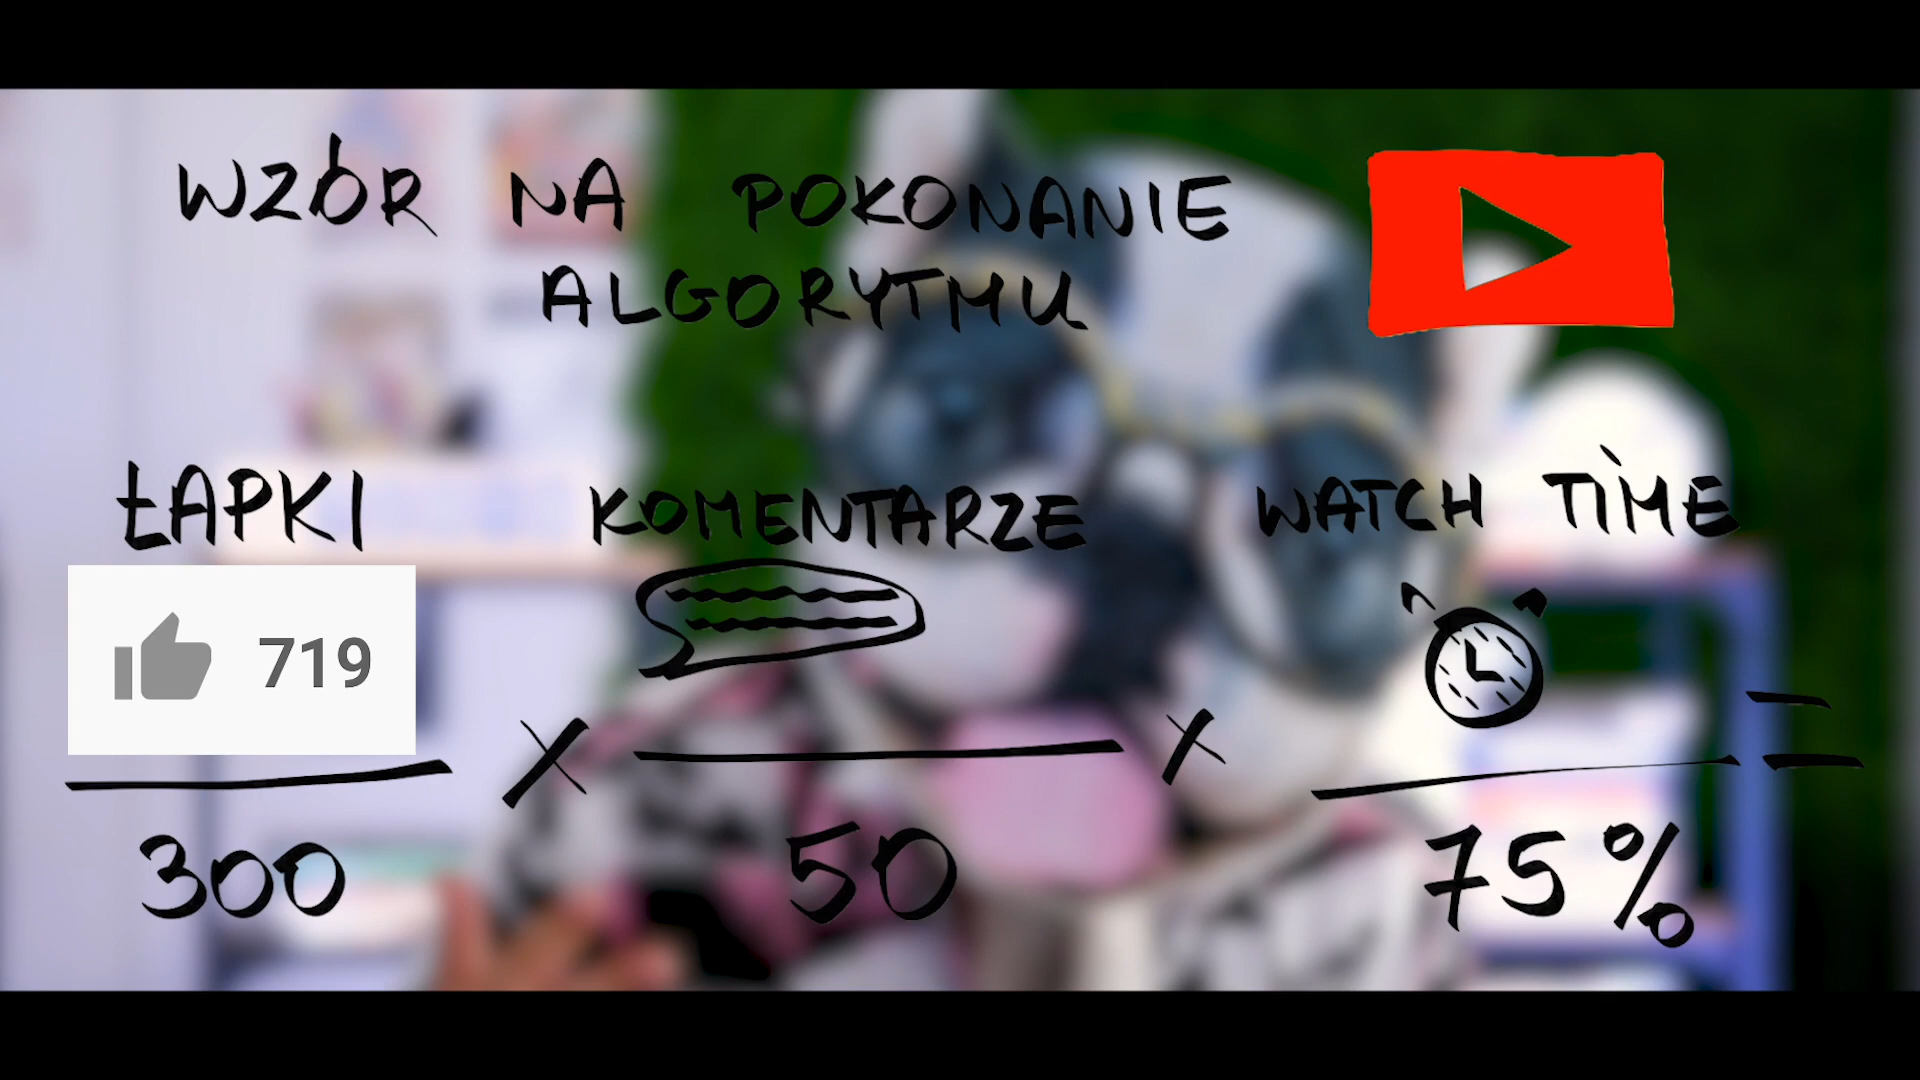 WZÓR NA POKONANIE
ALGORYTMU
ŁAPKI KOMENTARZE WATCH TIME
719
X X =
300 50 75%